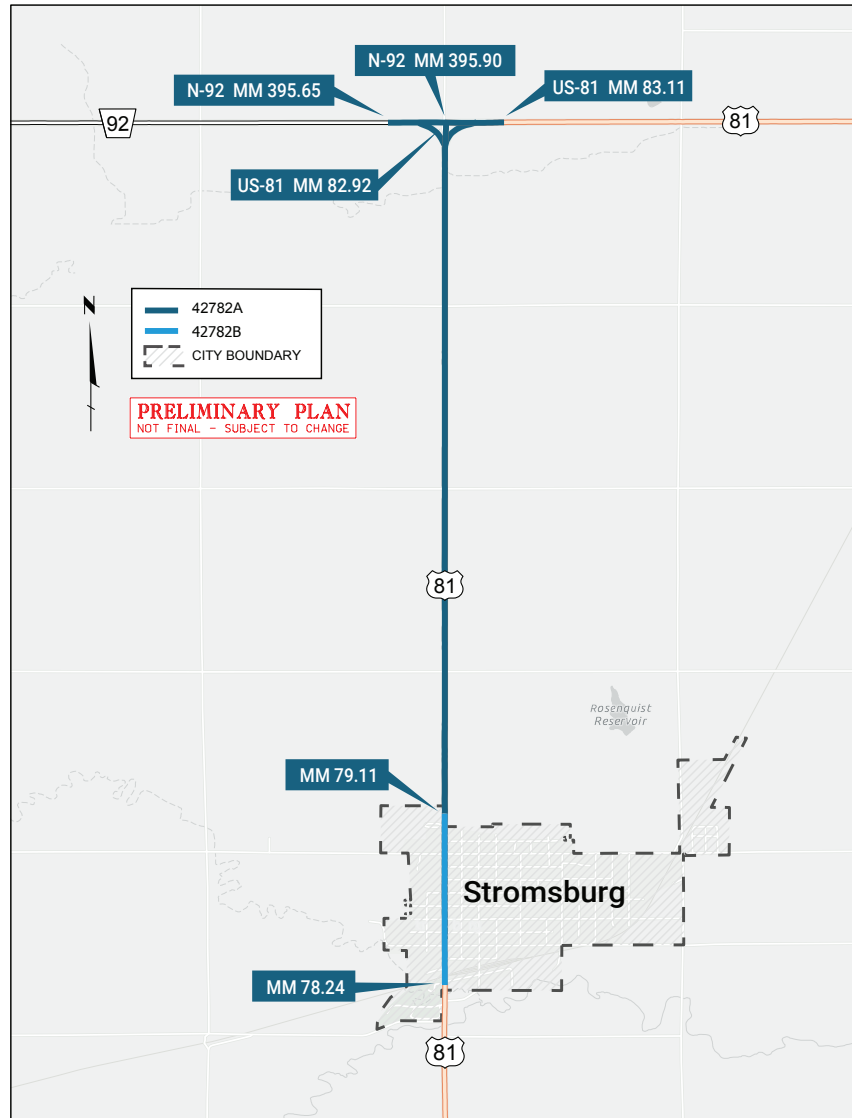 N-92 MM 395.90
N-92 MM 395.65
US-81 MM 83.11
92
81
US-81 MM 82.92
N
42782A
42782B
CITY BOUNDARY
PRELIMINARY PLAN
NOT FINAL - SUBJECT TO CHANGE
81
Rosenquist
Reservoir
MM 79.11
Stromsburg
MM 78.24
81